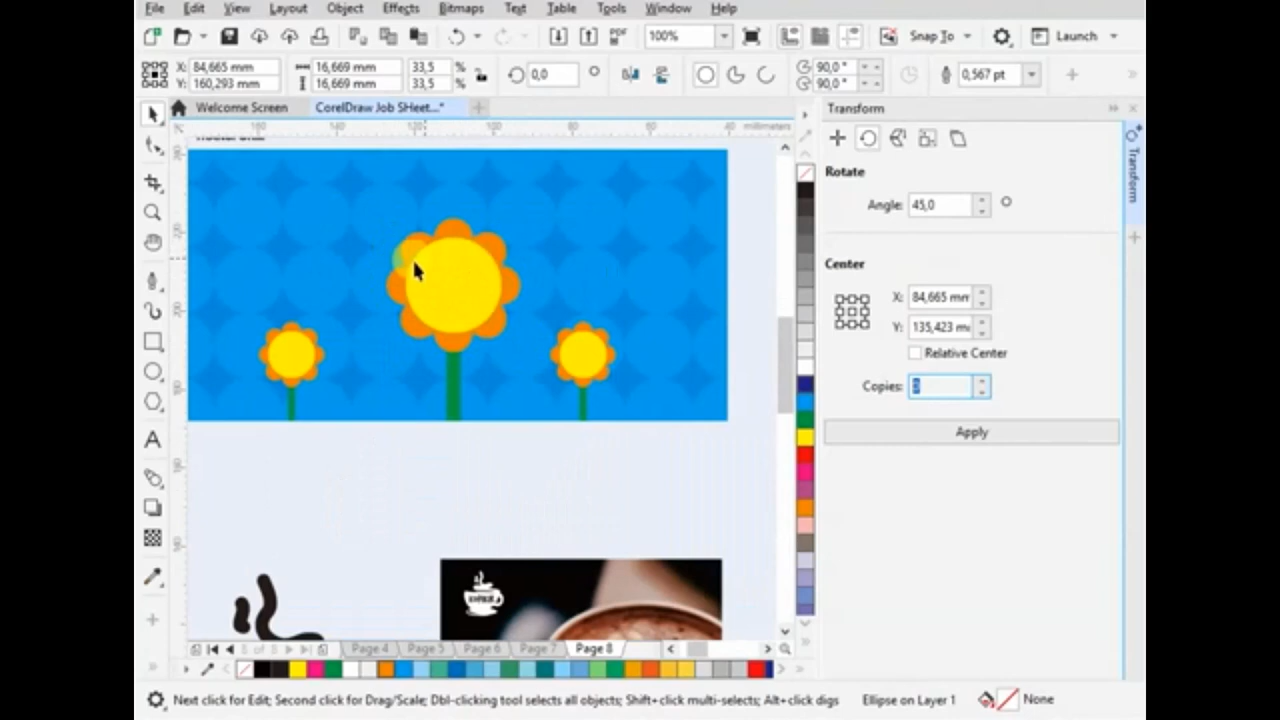 File Edit View Layout Object Effects Bitmaps Text Table Tools Window Help
PDF 100% Snap To Launch
X: 84,665 mm 16,669 mm 33,5 % 0,0 ° 90,0 ° 0,567 pt
Y: 160,293 mm 16,669 mm 33,5 % 90,0 °
Welcome Screen CorelDraw Job SHeet...* Transform
millimeters
Transform
Rotate
Angle: 45,0
Center
X: 84,665 mm
Y: 135,423 m
Relative Center
Copies:
Apply
Page 4 Page 5 Page 6 Page 7 Page 8
Next click for Edit; Second click for Drag/Scale; Dbl-clicking tool selects all objects; Shift+click multi-selects; Alt+click digs Ellipse on Layer 1 None